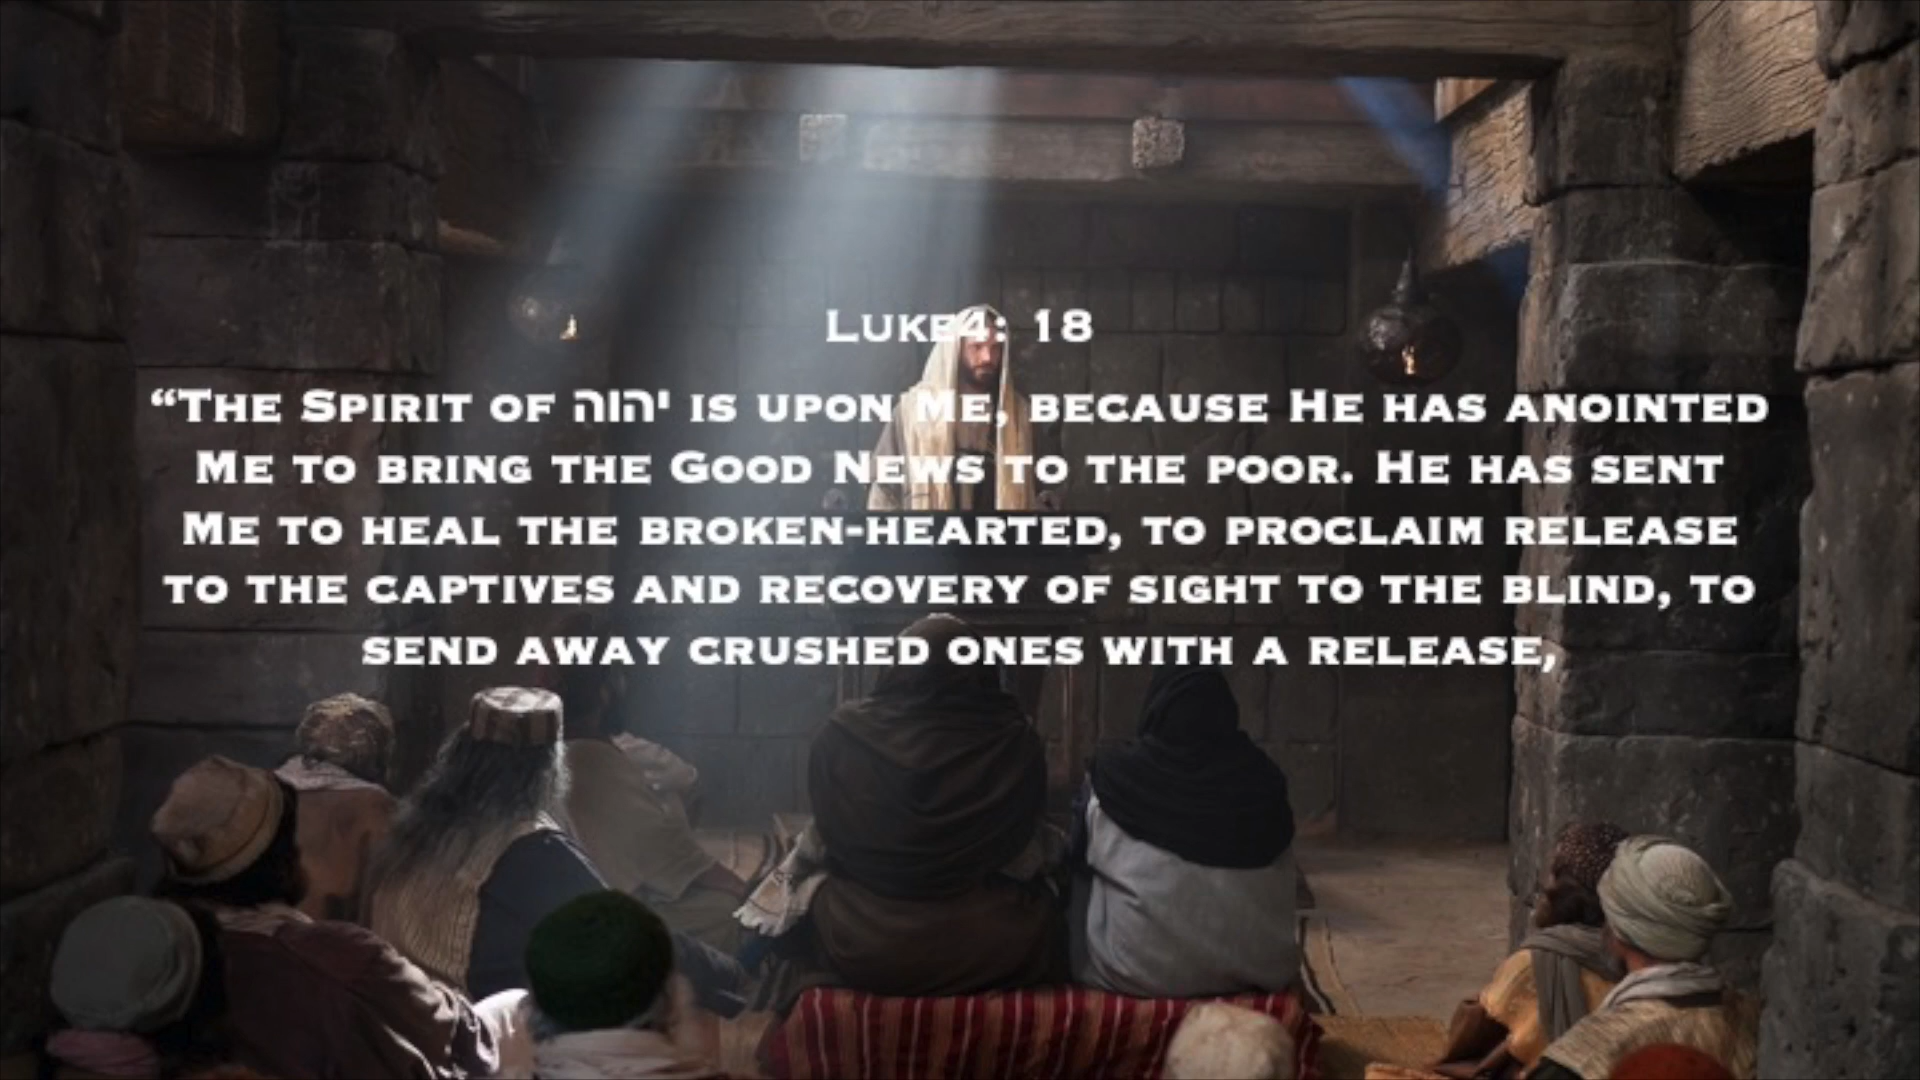 Luke4: 18
“The Spirit of יהוה is upon Me, because He has anointed
Me to bring the Good News to the poor. He has sent
Me to heal the broken-hearted, to proclaim release
to the captives and recovery of sight to the blind, to
send away crushed ones with a release,